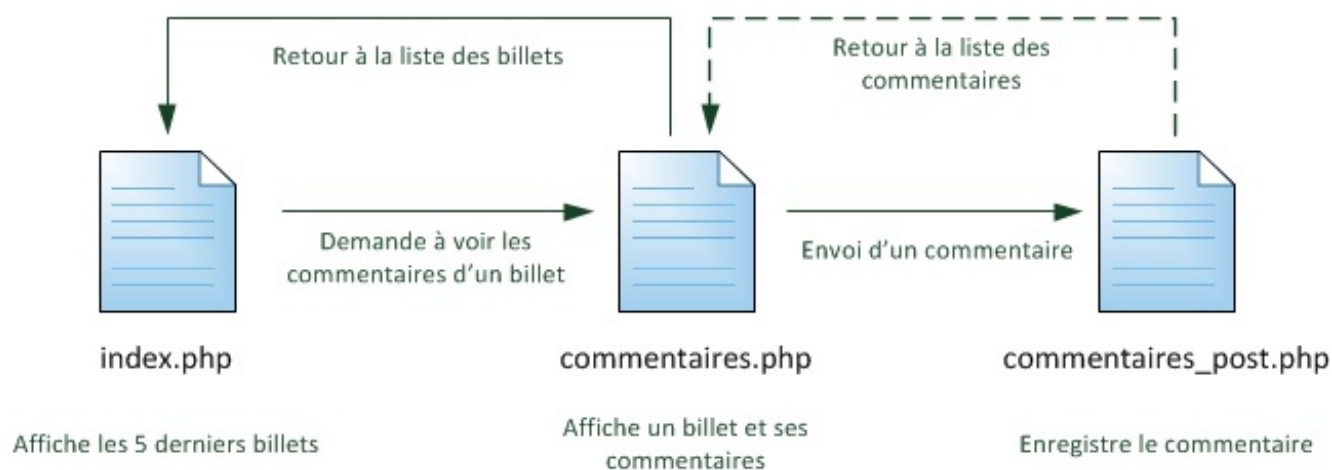 Retour à la liste des billets
Retour à la liste des
commentaires
Demande à voir les
commentaires d'un billet
Envoi d'un commentaire
index.php
commentaires.php
commentaires_post.php
Affiche les 5 derniers billets
Affiche un billet et ses
commentaires
Enregistre le commentaire